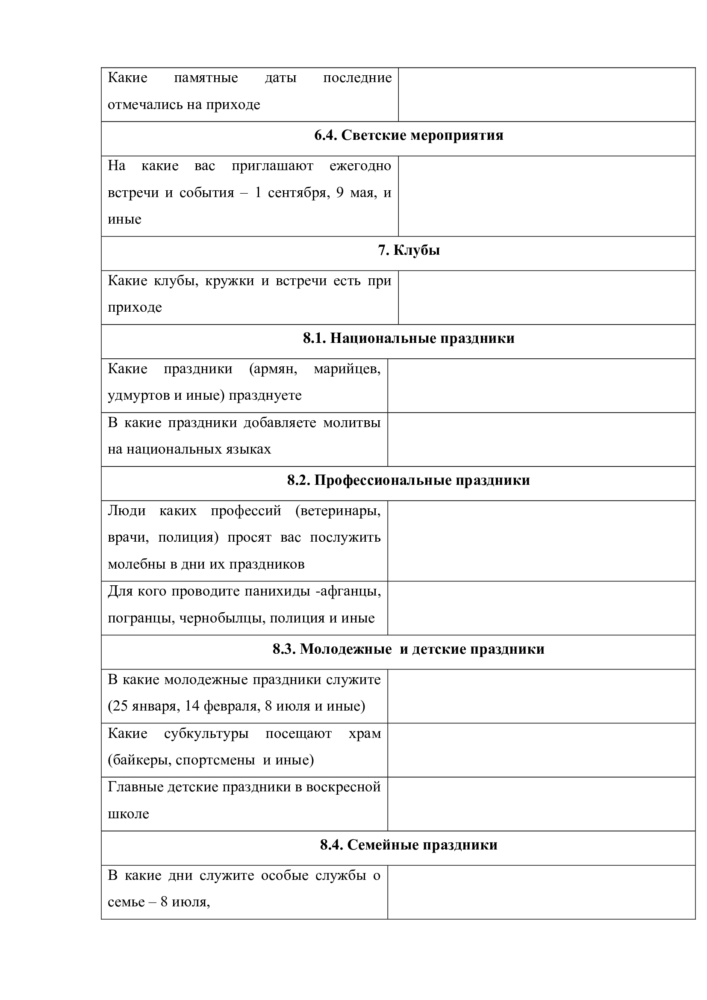 Какие памятные даты последние
отмечались на приходе
6.4. Светские мероприятия
На какие вас приглашают ежегодно
встречи и события – 1 сентября, 9 мая, и
иные
7. Клубы
Какие клубы, кружки и встречи есть при
приходе
8.1. Национальные праздники
Какие праздники (армян, марийцев,
удмуртов и иные) празднуете
В какие праздники добавляете молитвы
на национальных языках
8.2. Профессиональные праздники
Люди каких профессий (ветеринары,
врачи, полиция) просят вас послужить
молебны в дни их праздников
Для кого проводите панихиды -афганцы,
погранцы, чернобылцы, полиция и иные
8.3. Молодежные  и детские праздники
В какие молодежные праздники служите
(25 января, 14 февраля, 8 июля и иные)
Какие субкультуры посещают храм
(байкеры, спортсмены  и иные)
Главные детские праздники в воскресной
школе
8.4. Семейные праздники
В какие дни служите особые службы о
семье – 8 июля,